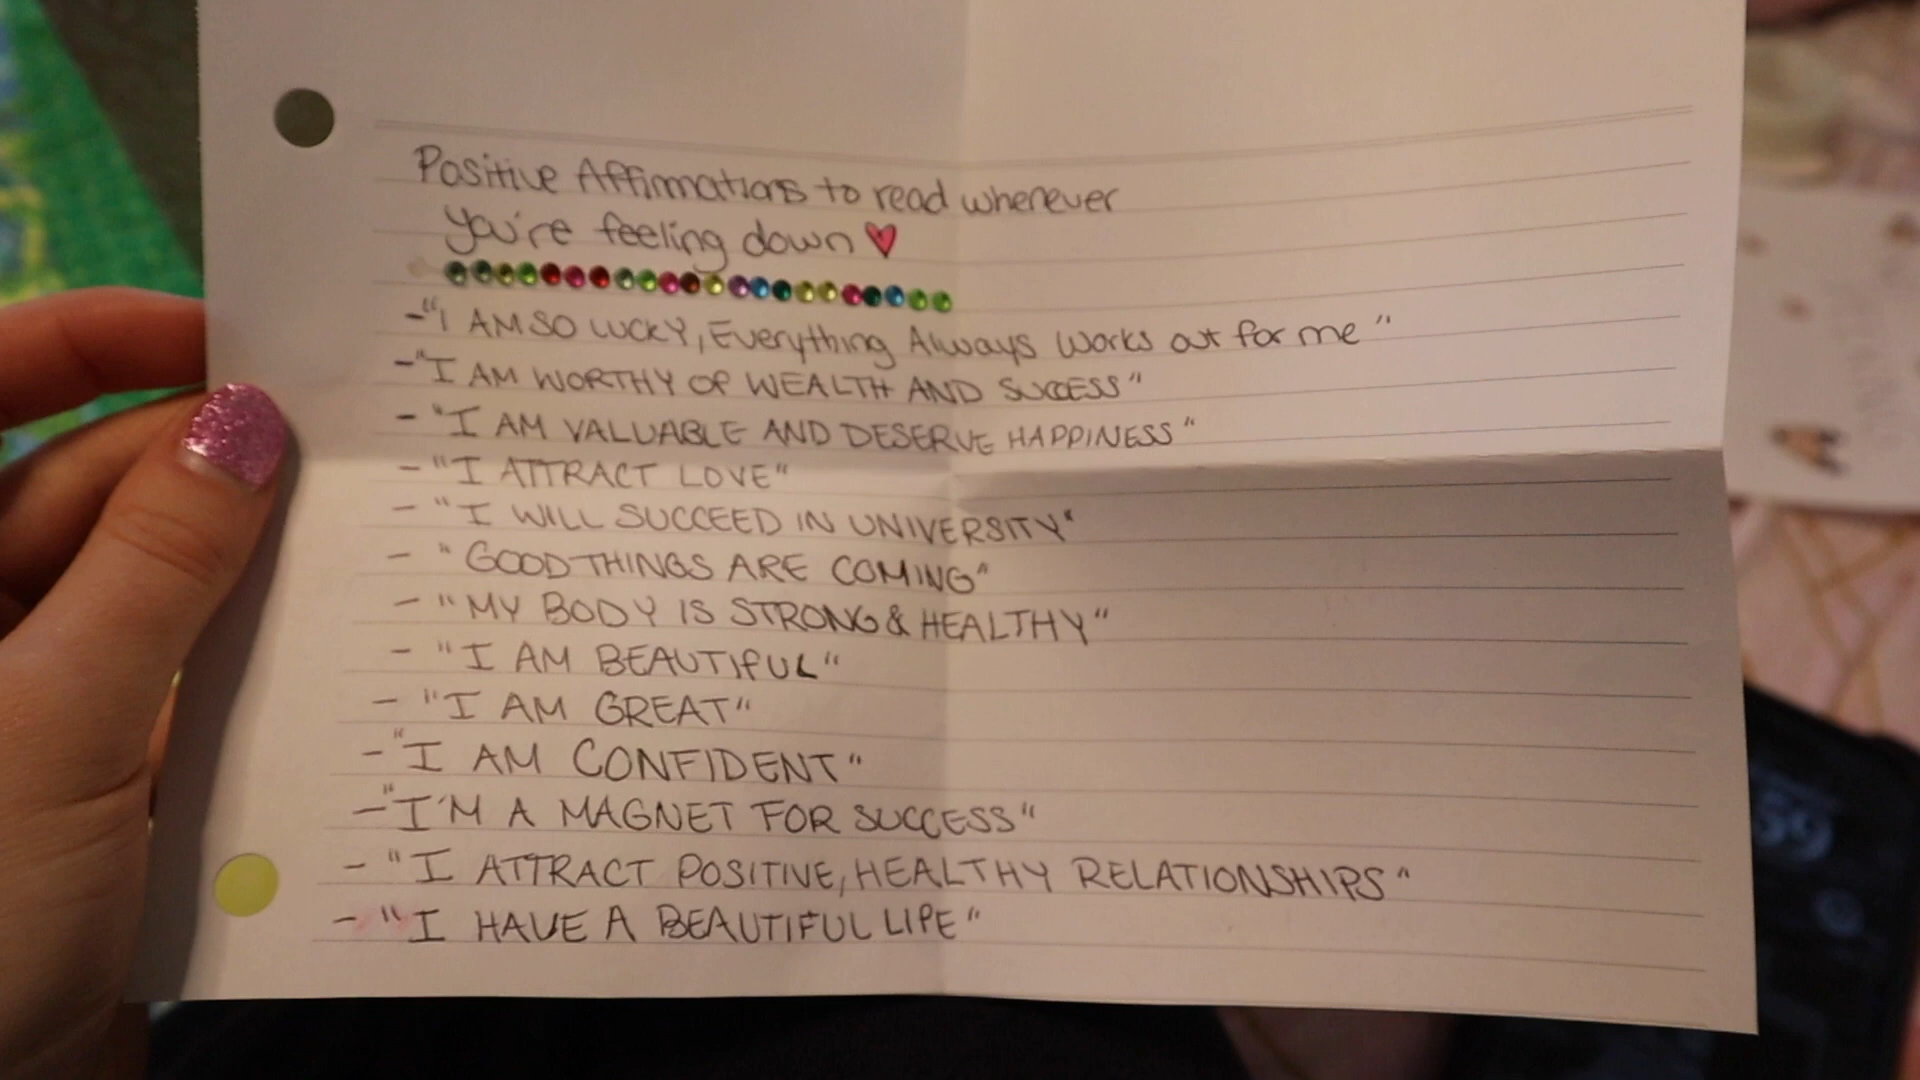 Positive Affirmations to read whenever
you're feeling down ♥
- "I AM SO LUCKY, Everything Always Works out for me"
- "I AM WORTHY OF WEALTH AND SUCCESS"
- "I AM VALUABLE AND DESERVE HAPPINESS"
- "I ATTRACT LOVE"
- "I WILL SUCCEED IN UNIVERSITY"
- "GOOD THINGS ARE COMING"
- "MY BODY IS STRONG & HEALTHY"
- "I AM BEAUTIFUL"
- "I AM GREAT"
- "I AM CONFIDENT"
- "I'M A MAGNET FOR SUCCESS"
- "I ATTRACT POSITIVE, HEALTHY RELATIONSHIPS"
- "I HAVE A BEAUTIFUL LIFE"